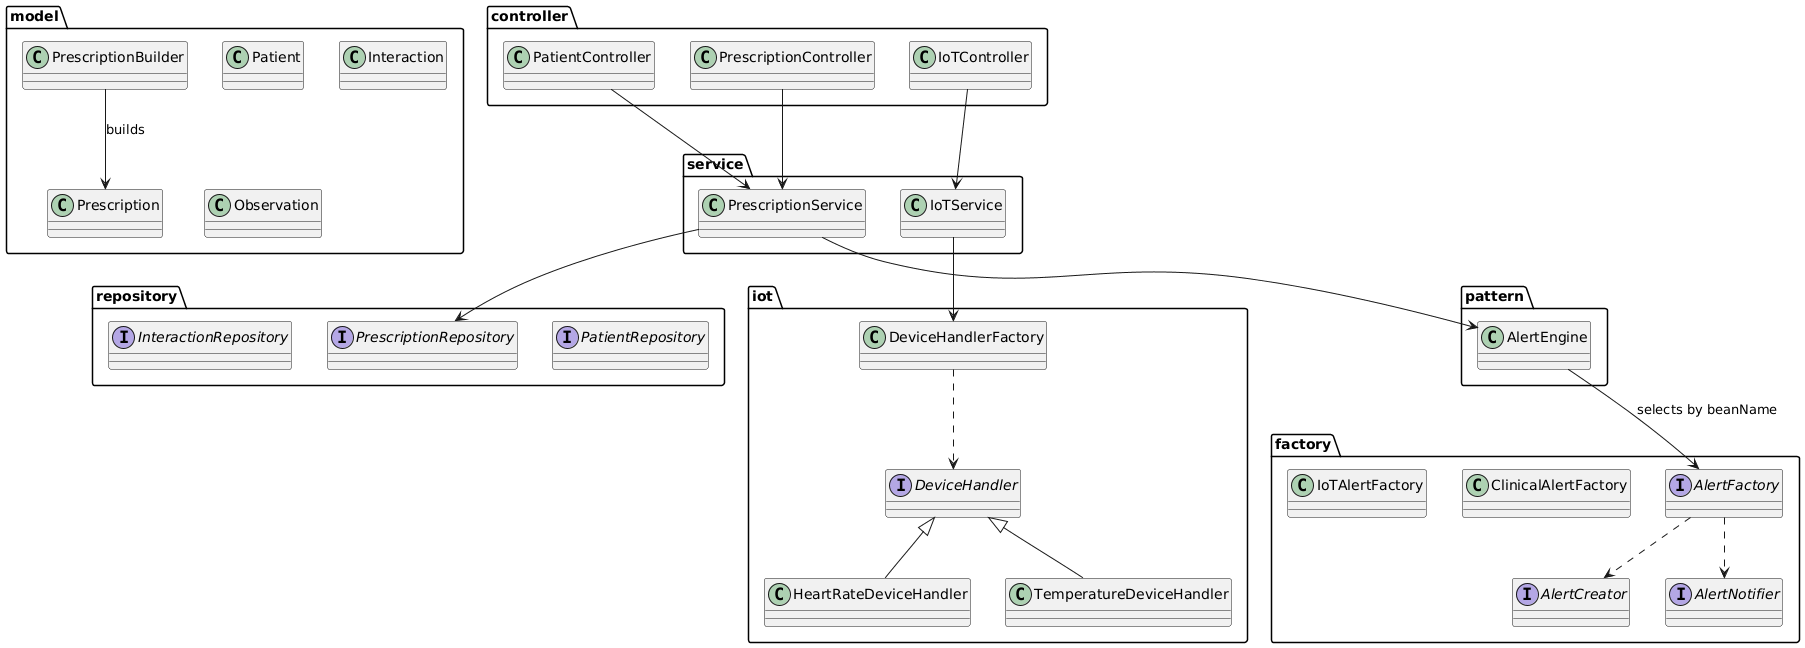 model
C PrescriptionBuilder
C Patient
C Interaction
builds
C Prescription
C Observation
controller
C PatientController
C PrescriptionController
C IoTController
service
C PrescriptionService
C IoTService
repository
I InteractionRepository
I PrescriptionRepository
I PatientRepository
iot
C DeviceHandlerFactory
I DeviceHandler
C HeartRateDeviceHandler
C TemperatureDeviceHandler
pattern
C AlertEngine
selects by beanName
factory
C IoTAlertFactory
C ClinicalAlertFactory
I AlertFactory
I AlertCreator
I AlertNotifier